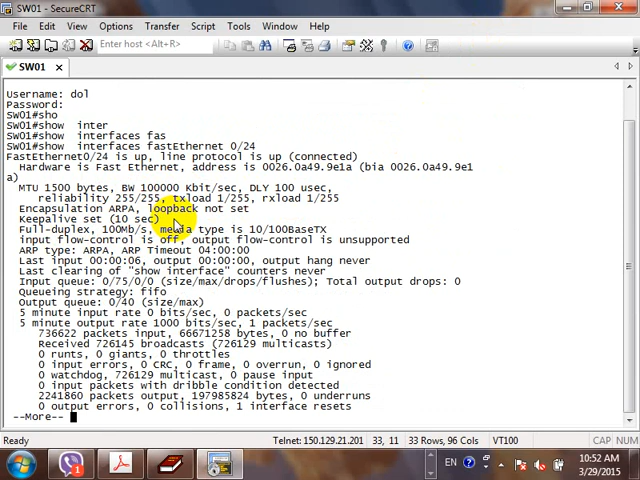 SW01 - SecureCRT
File Edit View Options Transfer Script Tools Window Help
Enter host <Alt+R>
SW01
Username: dol
Password:
SW01#sho
SW01#show  inter
SW01#show  interfaces fas
SW01#show  interfaces fastEthernet 0/24
FastEthernet0/24 is up, line protocol is up (connected)
Hardware is Fast Ethernet, address is 0026.0a49.9e1a (bia 0026.0a49.9e1
a)
MTU 1500 bytes, BW 100000 Kbit/sec, DLY 100 usec,
reliability 255/255, txload 1/255, rxload 1/255
Encapsulation ARPA, loopback not set
Keepalive set (10 sec)
Full-duplex, 100Mb/s, media type is 10/100BaseTX
input flow-control is off, output flow-control is unsupported
ARP type: ARPA, ARP Timeout 04:00:00
Last input 00:00:06, output 00:00:00, output hang never
Last clearing of "show interface" counters never
Input queue: 0/75/0/0 (size/max/drops/flushes); Total output drops: 0
Queueing strategy: fifo
Output queue: 0/40 (size/max)
5 minute input rate 0 bits/sec, 0 packets/sec
5 minute output rate 1000 bits/sec, 1 packets/sec
736622 packets input, 66671258 bytes, 0 no buffer
Received 726145 broadcasts (726129 multicasts)
0 runts, 0 giants, 0 throttles
0 input errors, 0 CRC, 0 frame, 0 overrun, 0 ignored
0 watchdog, 726129 multicast, 0 pause input
0 input packets with dribble condition detected
2241860 packets output, 197985824 bytes, 0 underruns
0 output errors, 0 collisions, 1 interface resets
--More--
Ready Telnet: 150.129.21.201 33, 11 33 Rows, 96 Cols VT100 CAP NUM
EN 10:52 AM
3/29/2015